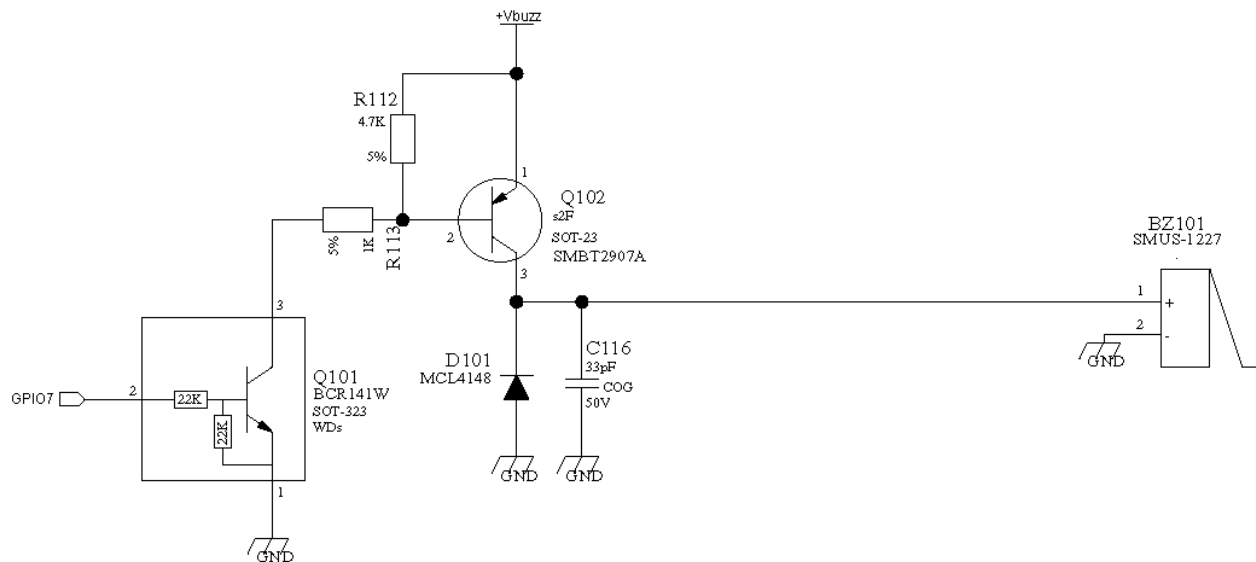 +Vbuzz
R112
4.7K
5%
1
Q102
s2F
SOT-23
SMBT2907A
2
3
5%
1K
R113
BZ101
SMUS-1227
1
+
2
-
GND
3
Q101
BCR141W
SOT-323
WDs
GPIO7
2
22K
22K
1
GND
D101
MCL4148
GND
C116
33pF
COG
50V
GND